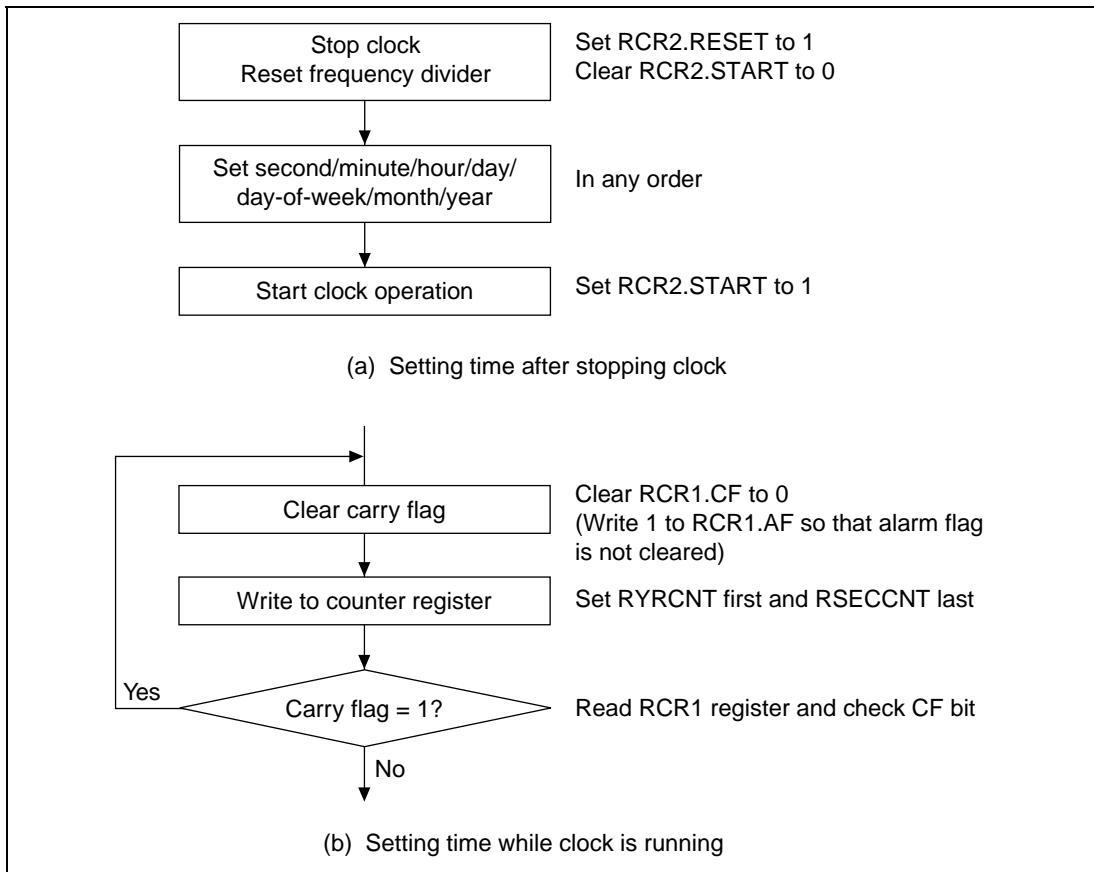 Stop clock
Reset frequency divider
Set RCR2.RESET to 1
Clear RCR2.START to 0
Set second/minute/hour/day/
day-of-week/month/year
In any order
Start clock operation
Set RCR2.START to 1
(a) Setting time after stopping clock
Clear carry flag
Clear RCR1.CF to 0
(Write 1 to RCR1.AF so that alarm flag
is not cleared)
Write to counter register
Set RYRCNT first and RSECCNT last
Yes
Carry flag = 1?
Read RCR1 register and check CF bit
No
(b) Setting time while clock is running